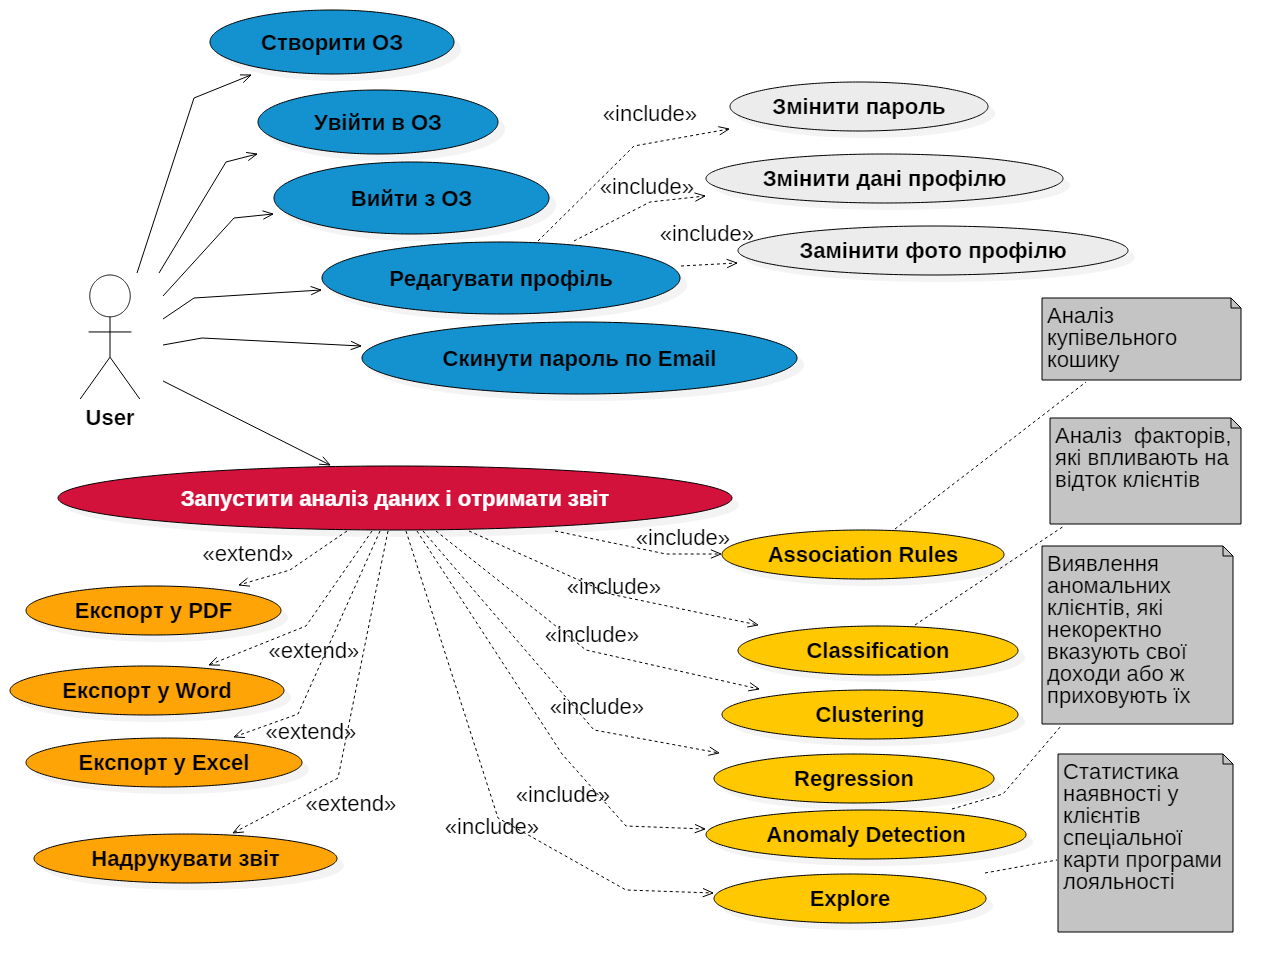 Створити ОЗ
Увійти в ОЗ
Вийти з ОЗ
Редагувати профіль
Скинути пароль по Email
«include»
Змінити пароль
«include»
Змінити дані профілю
«include»
Замінити фото профілю
User
Запустити аналіз даних і отримати звіт
«extend»
Експорт у PDF
«extend»
Експорт у Word
«extend»
Експорт у Excel
«extend»
Надрукувати звіт
«include»
Association Rules
«include»
Classification
«include»
Clustering
«include»
Regression
«include»
Anomaly Detection
«include»
Explore
Аналіз
купівельного
кошику
Аналіз  факторів,
які впливають на
відток клієнтів
Виявлення
аномальних
клієнтів, які
некоректно
вказують свої
доходи або ж
приховують їх
Статистика
наявності у
клієнтів
спеціальної
карти програми
лояльності